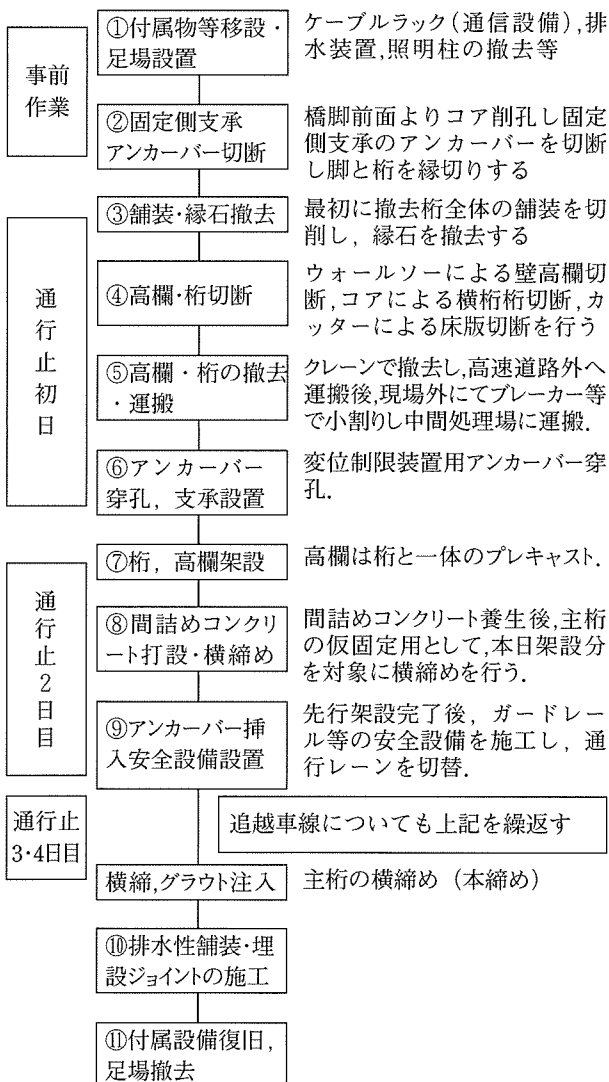 事前
作業
①付属物等移設・
足場設置
ケーブルラック(通信設備),排
水装置,照明柱の撤去等
②固定側支承
アンカーバー切断
橋脚前面よりコア削孔し固定
側支承のアンカーバーを切断
し脚と桁を縁切りする
通行止初日
③舗装・縁石撤去
最初に撤去桁全体の舗装を切
削し,縁石を撤去する
④高欄・桁切断
ウォールソーによる壁高欄切
断,コアによる横桁桁切断,カ
ッターによる床版切断を行う
⑤高欄・桁の撤去
・運搬
クレーンで撤去し,高速道路外へ
運搬後,現場外にてブレーカー等
で小割りし中間処理場に運搬.
⑥アンカーバー
穿孔,支承設置
変位制限装置用アンカーバー穿
孔.
通行止2日目
⑦桁,高欄架設
高欄は桁と一体のプレキャスト.
⑧間詰めコンクリ
ート打設・横締め
間詰めコンクリート養生後,主桁
の仮固定用として,本日架設分
を対象に横締めを行う.
⑨アンカーバー挿
入安全設備設置
先行架設完了後,ガードレー
ル等の安全設備を施工し,通
行レーンを切替.
通行止
3・4日目
追越車線についても上記を繰返す
横締,グラウト注入
主桁の横締め(本締め)
⑩排水性舗装・埋
設ジョイントの施工
⑪付属設備復旧,
足場撤去